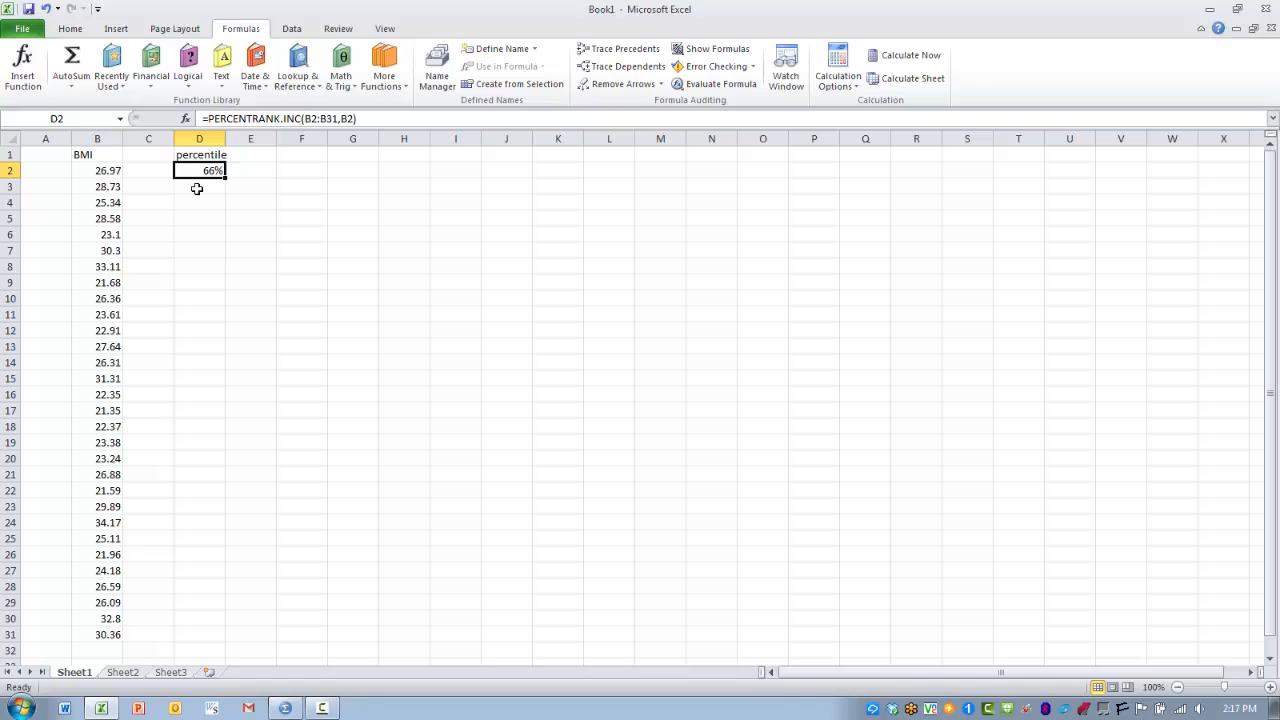 Book1 - Microsoft Excel
File Home Insert Page Layout Formulas Data Review View
fx Σ A θ
Insert Function AutoSum Recently Used Financial Logical Text Date & Time Lookup & Reference Math & Trig More Functions Name Manager Define Name Use in Formula Create from Selection Trace Precedents Trace Dependents Remove Arrows Show Formulas Error Checking Evaluate Formula Watch Window Calculation Options Calculate Now Calculate Sheet
Function Library Defined Names Formula Auditing Calculation
D2 fx =PERCENTRANK.INC(B2:B31,B2)
A B C D E F G H I J K L M N O P Q R S T U V W X
1 BMI percentile
2 26.97 66%
3 28.73
4 25.34
5 28.58
6 23.1
7 30.3
8 33.11
9 21.68
10 26.36
11 23.61
12 22.91
13 27.64
14 26.31
15 31.31
16 22.35
17 21.35
18 22.37
19 23.38
20 23.24
21 26.88
22 21.59
23 29.89
24 34.17
25 25.11
26 21.96
27 24.18
28 26.59
29 26.09
30 32.8
31 30.36
32
Sheet1 Sheet2 Sheet3
Ready 100%
2:17 PM